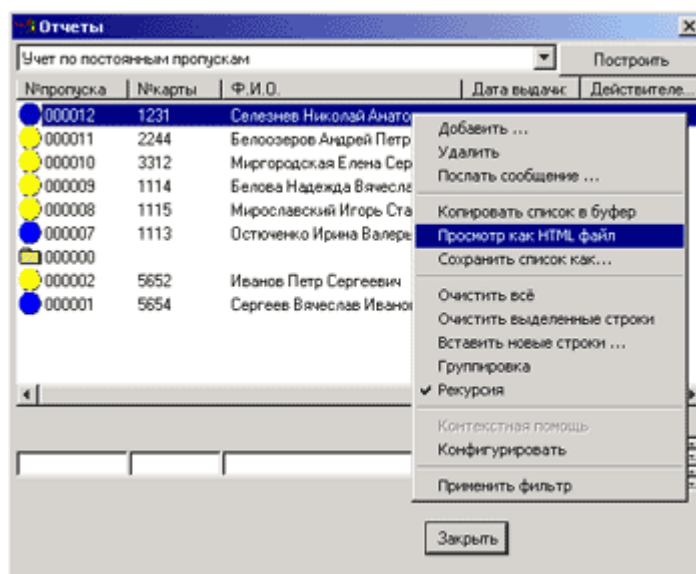 Отчеты
Учет по постоянным пропускам
Построить
№пропуска №карты Ф.И.О. Дата выдачи: Действителе...
000012 1231 Селезнев Николай Анато
000011 2244 Белоозеров Андрей Петр
000010 3312 Миргородская Елена Сер
000009 1114 Белова Надежда Вячесла
000008 1115 Мирославский Игорь Ста
000007 1113 Остюченко Ирина Валерь
000000
000002 5652 Иванов Петр Сергеевич
000001 5654 Сергеев Вячеслав Иванов
Добавить ...
Удалить
Послать сообщение ...
Копировать список в буфер
Просмотр как HTML файл
Сохранить список как...
Очистить всё
Очистить выделенные строки
Вставить новые строки ...
Группировка
Рекурсия
Контекстная помощь
Конфигурировать
Применить фильтр
Закрыть